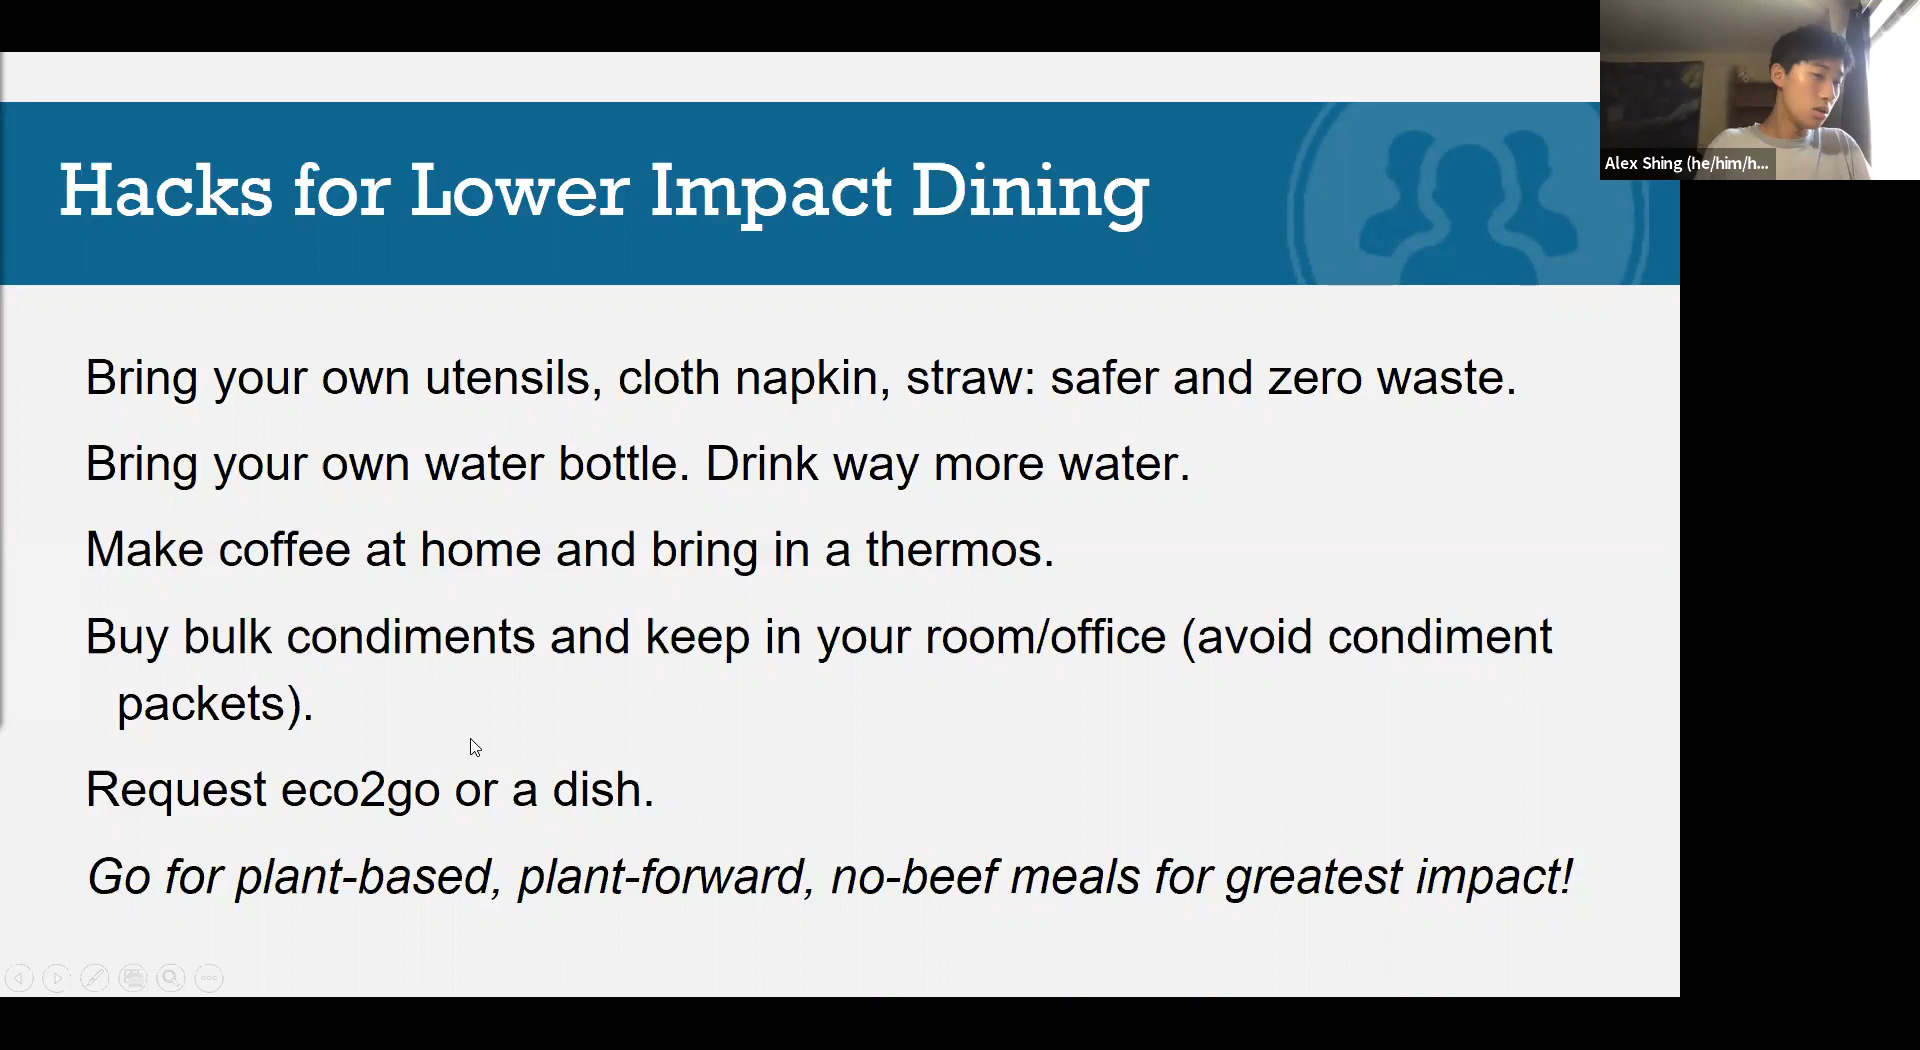 Hacks for Lower Impact Dining
Alex Shing (he/him/h...
Bring your own utensils, cloth napkin, straw: safer and zero waste.
Bring your own water bottle. Drink way more water.
Make coffee at home and bring in a thermos.
Buy bulk condiments and keep in your room/office (avoid condiment
packets).
Request eco2go or a dish.
Go for plant-based, plant-forward, no-beef meals for greatest impact!